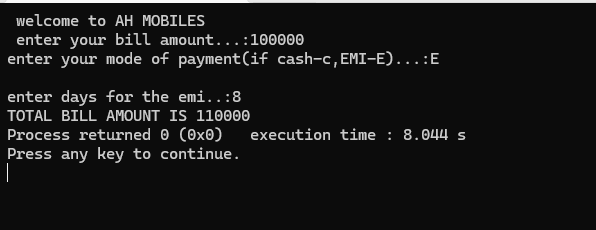 welcome to AH MOBILES
enter your bill amount...:100000
enter your mode of payment(if cash-c,EMI-E)...:E
enter days for the emi..:8
TOTAL BILL AMOUNT IS 110000
Process returned 0 (0x0)   execution time : 8.044 s
Press any key to continue.